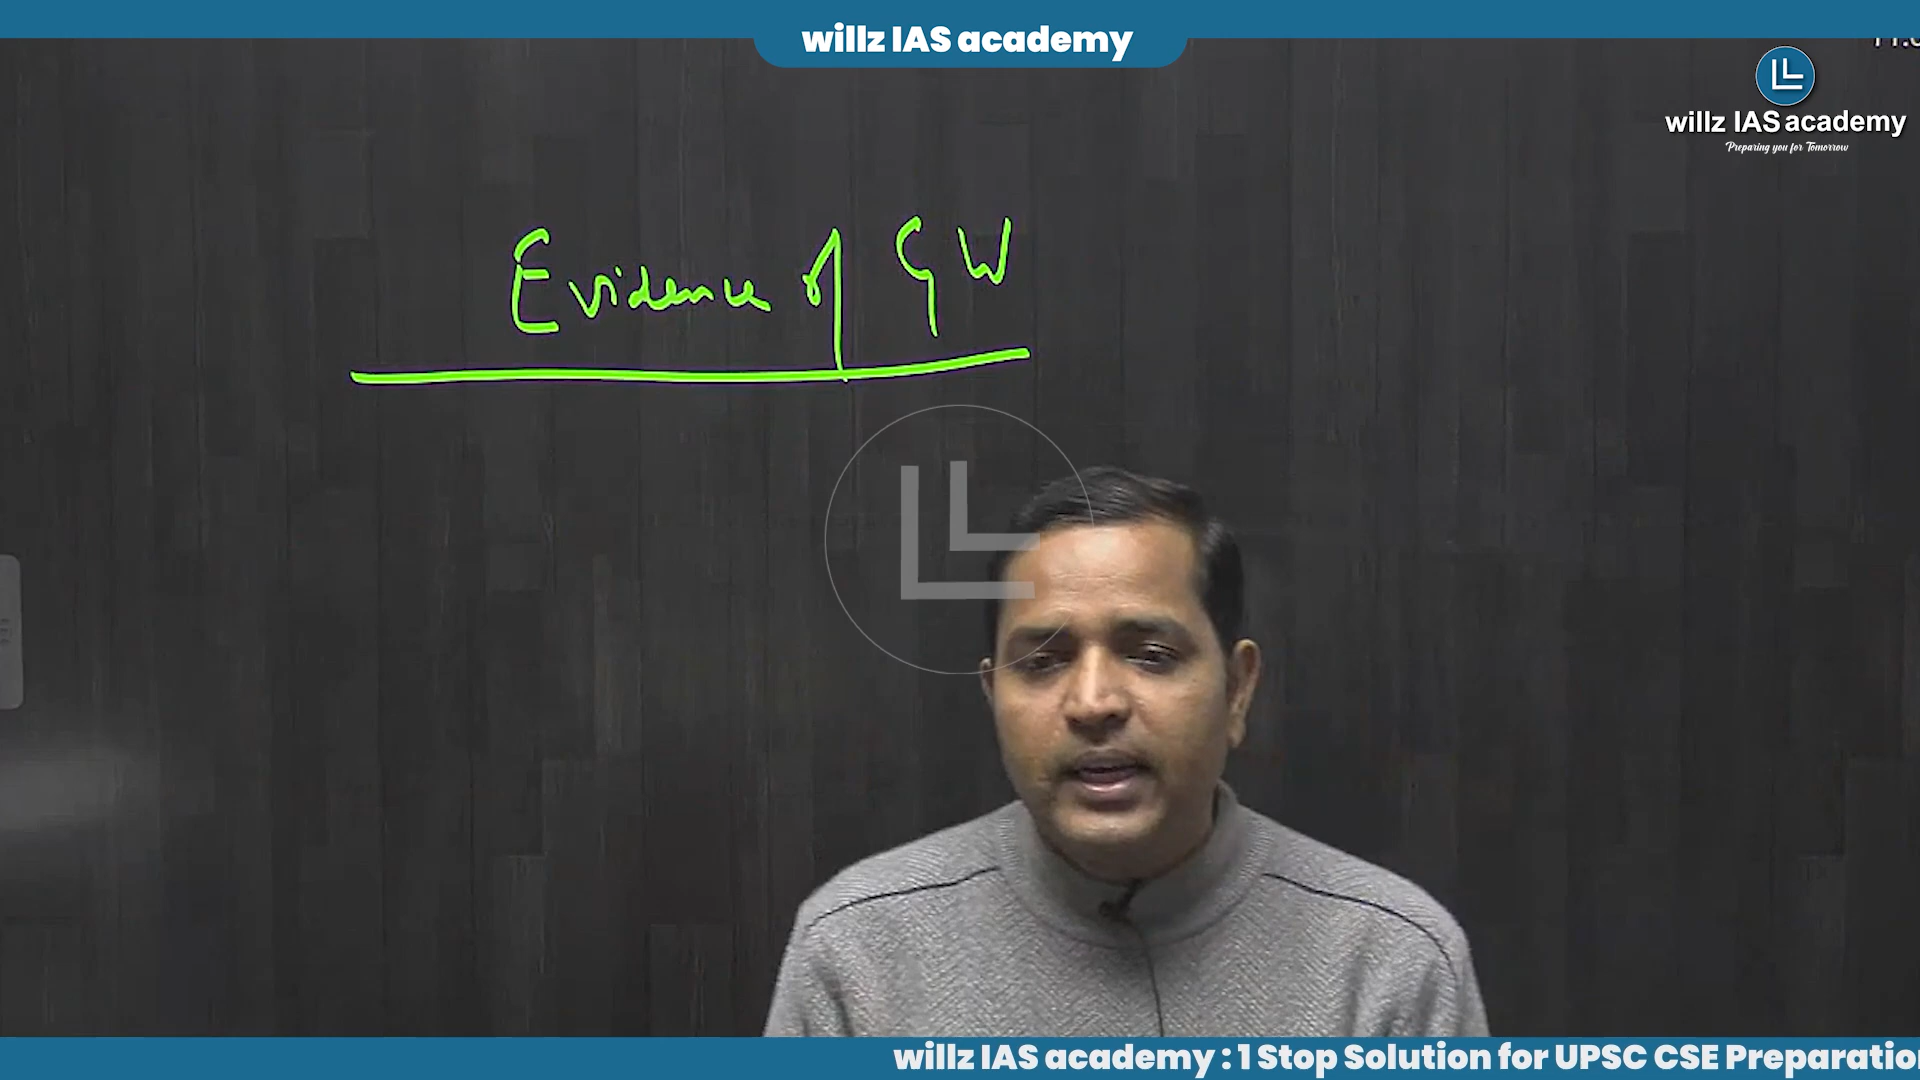 willz IAS academy
willz IAS academy
Preparing you for Tomorrow
Evidence of GW
willz IAS academy : 1 Stop Solution for UPSC CSE Preparation